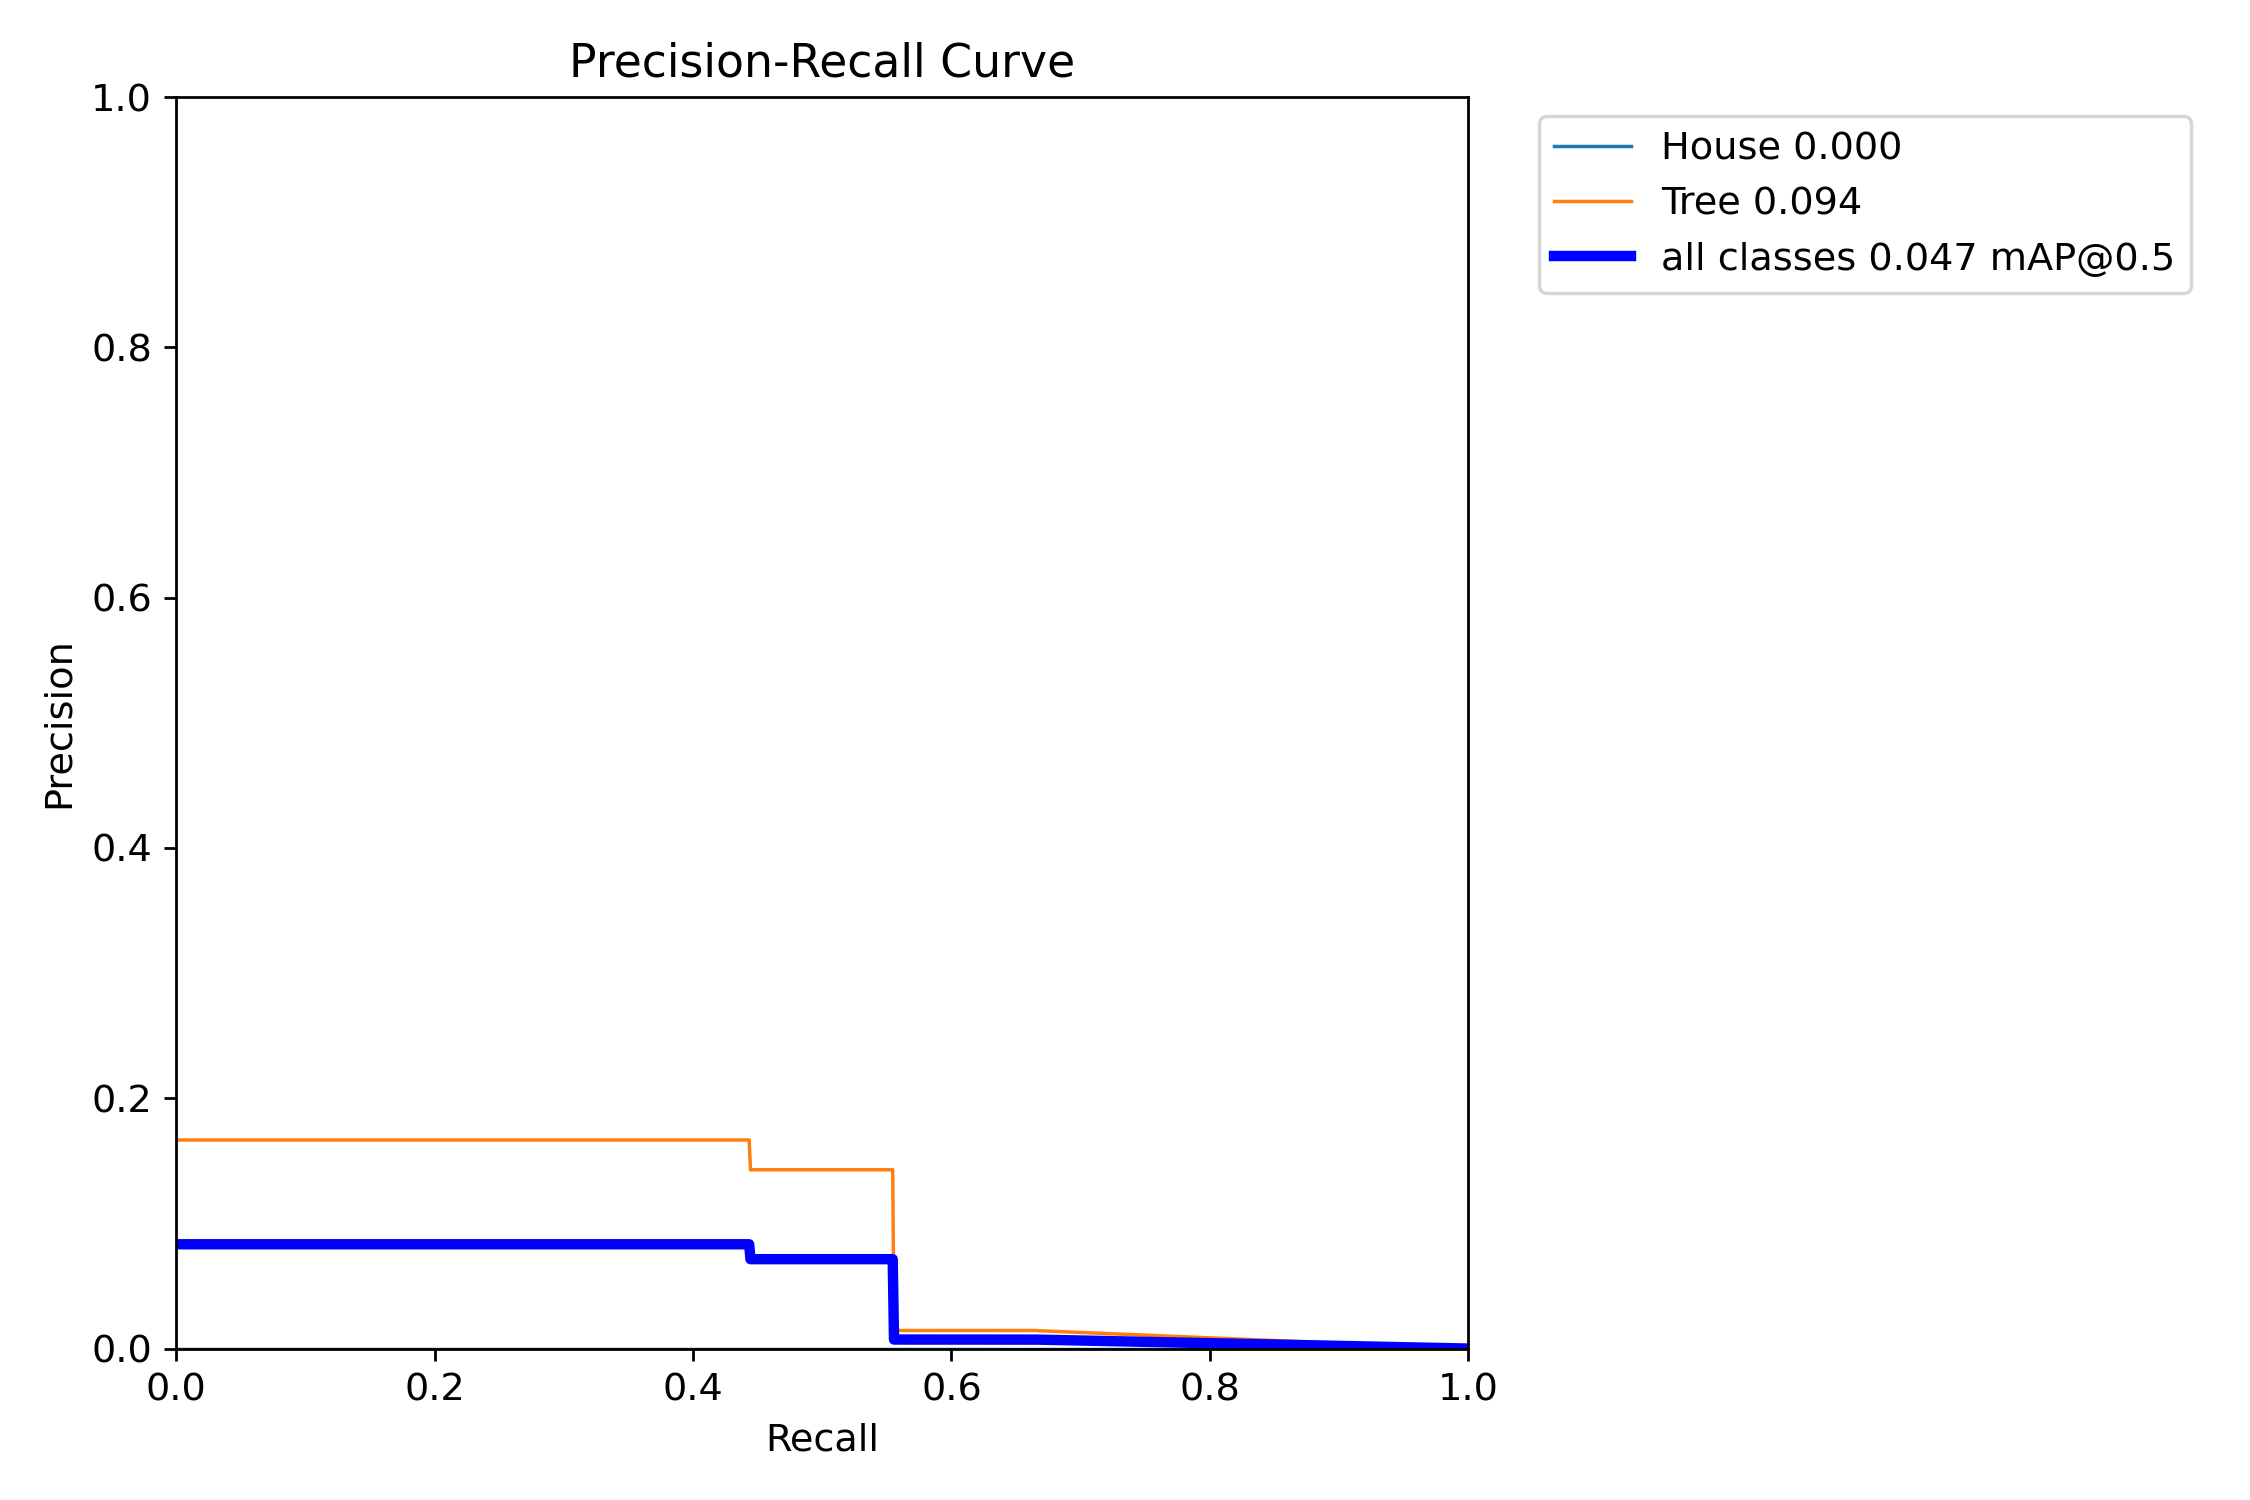 Precision-Recall Curve
1.0
0.8
0.6
0.4
0.2
0.0
Precision
0.0 0.2 0.4 0.6 0.8 1.0
Recall
House 0.000
Tree 0.094
all classes 0.047 mAP@0.5